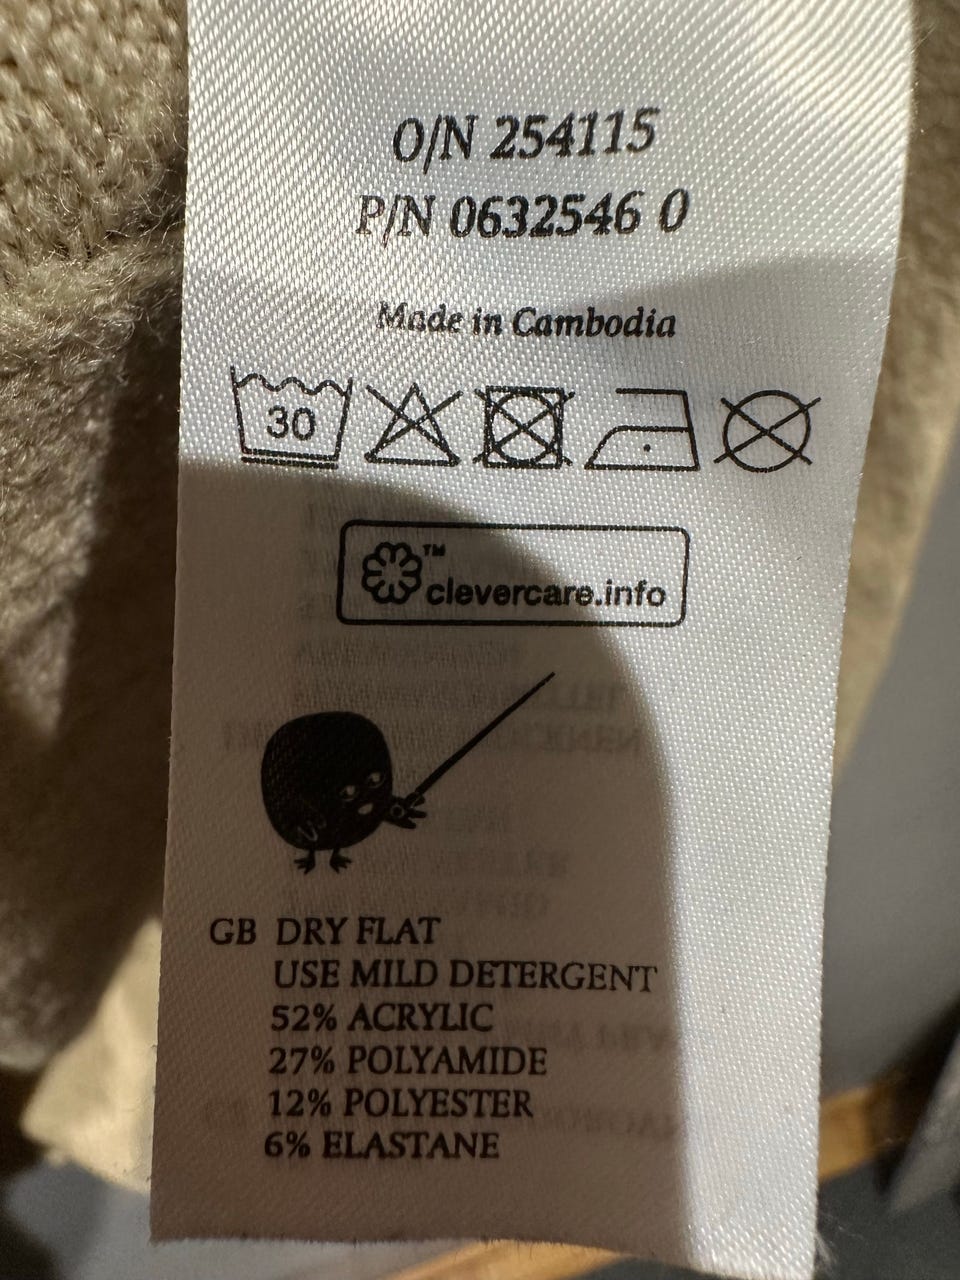 O/N 254115
P/N 0632546 0
Made in Cambodia
30
™
clevercare.info
GB DRY FLAT
USE MILD DETERGENT
52% ACRYLIC
27% POLYAMIDE
12% POLYESTER
6% ELASTANE